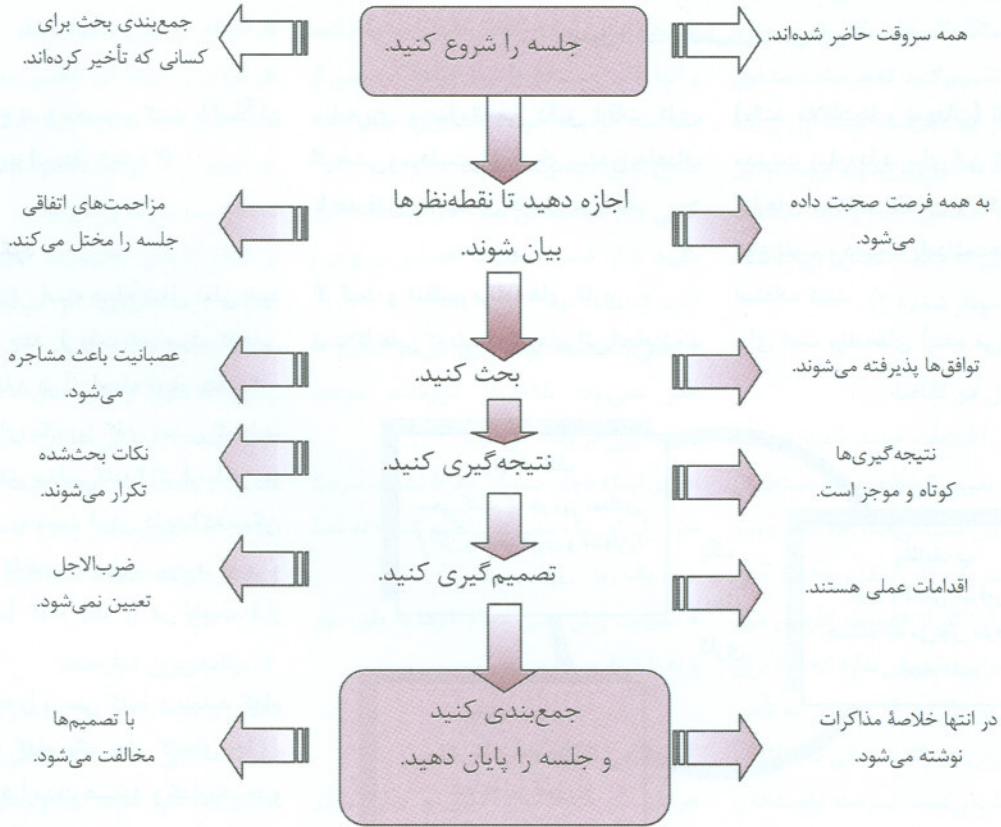 همه سروقت حاضر شده‌اند.
جلسه را شروع کنید.
جمع‌بندی بحث برای
کسانی که تأخیر کرده‌اند.
به همه فرصت صحبت داده
می‌شود.
اجازه دهید تا نقطه‌نظرها
بیان شوند.
مزاحمت‌های اتفاقی
جلسه را مختل می‌کند.
توافق‌ها پذیرفته می‌شوند.
بحث کنید.
عصبانیت باعث مشاجره
می‌شود.
نتیجه‌گیری‌ها
کوتاه و موجز است.
نتیجه‌گیری کنید.
نکات بحث‌شده
تکرار می‌شوند.
اقدامات عملی هستند.
تصمیم‌گیری کنید.
ضرب‌الاجل
تعیین نمی‌شود.
در انتها خلاصهٔ مذاکرات
نوشته می‌شود.
جمع‌بندی کنید
و جلسه را پایان دهید.
با تصمیم‌ها
مخالفت می‌شود.